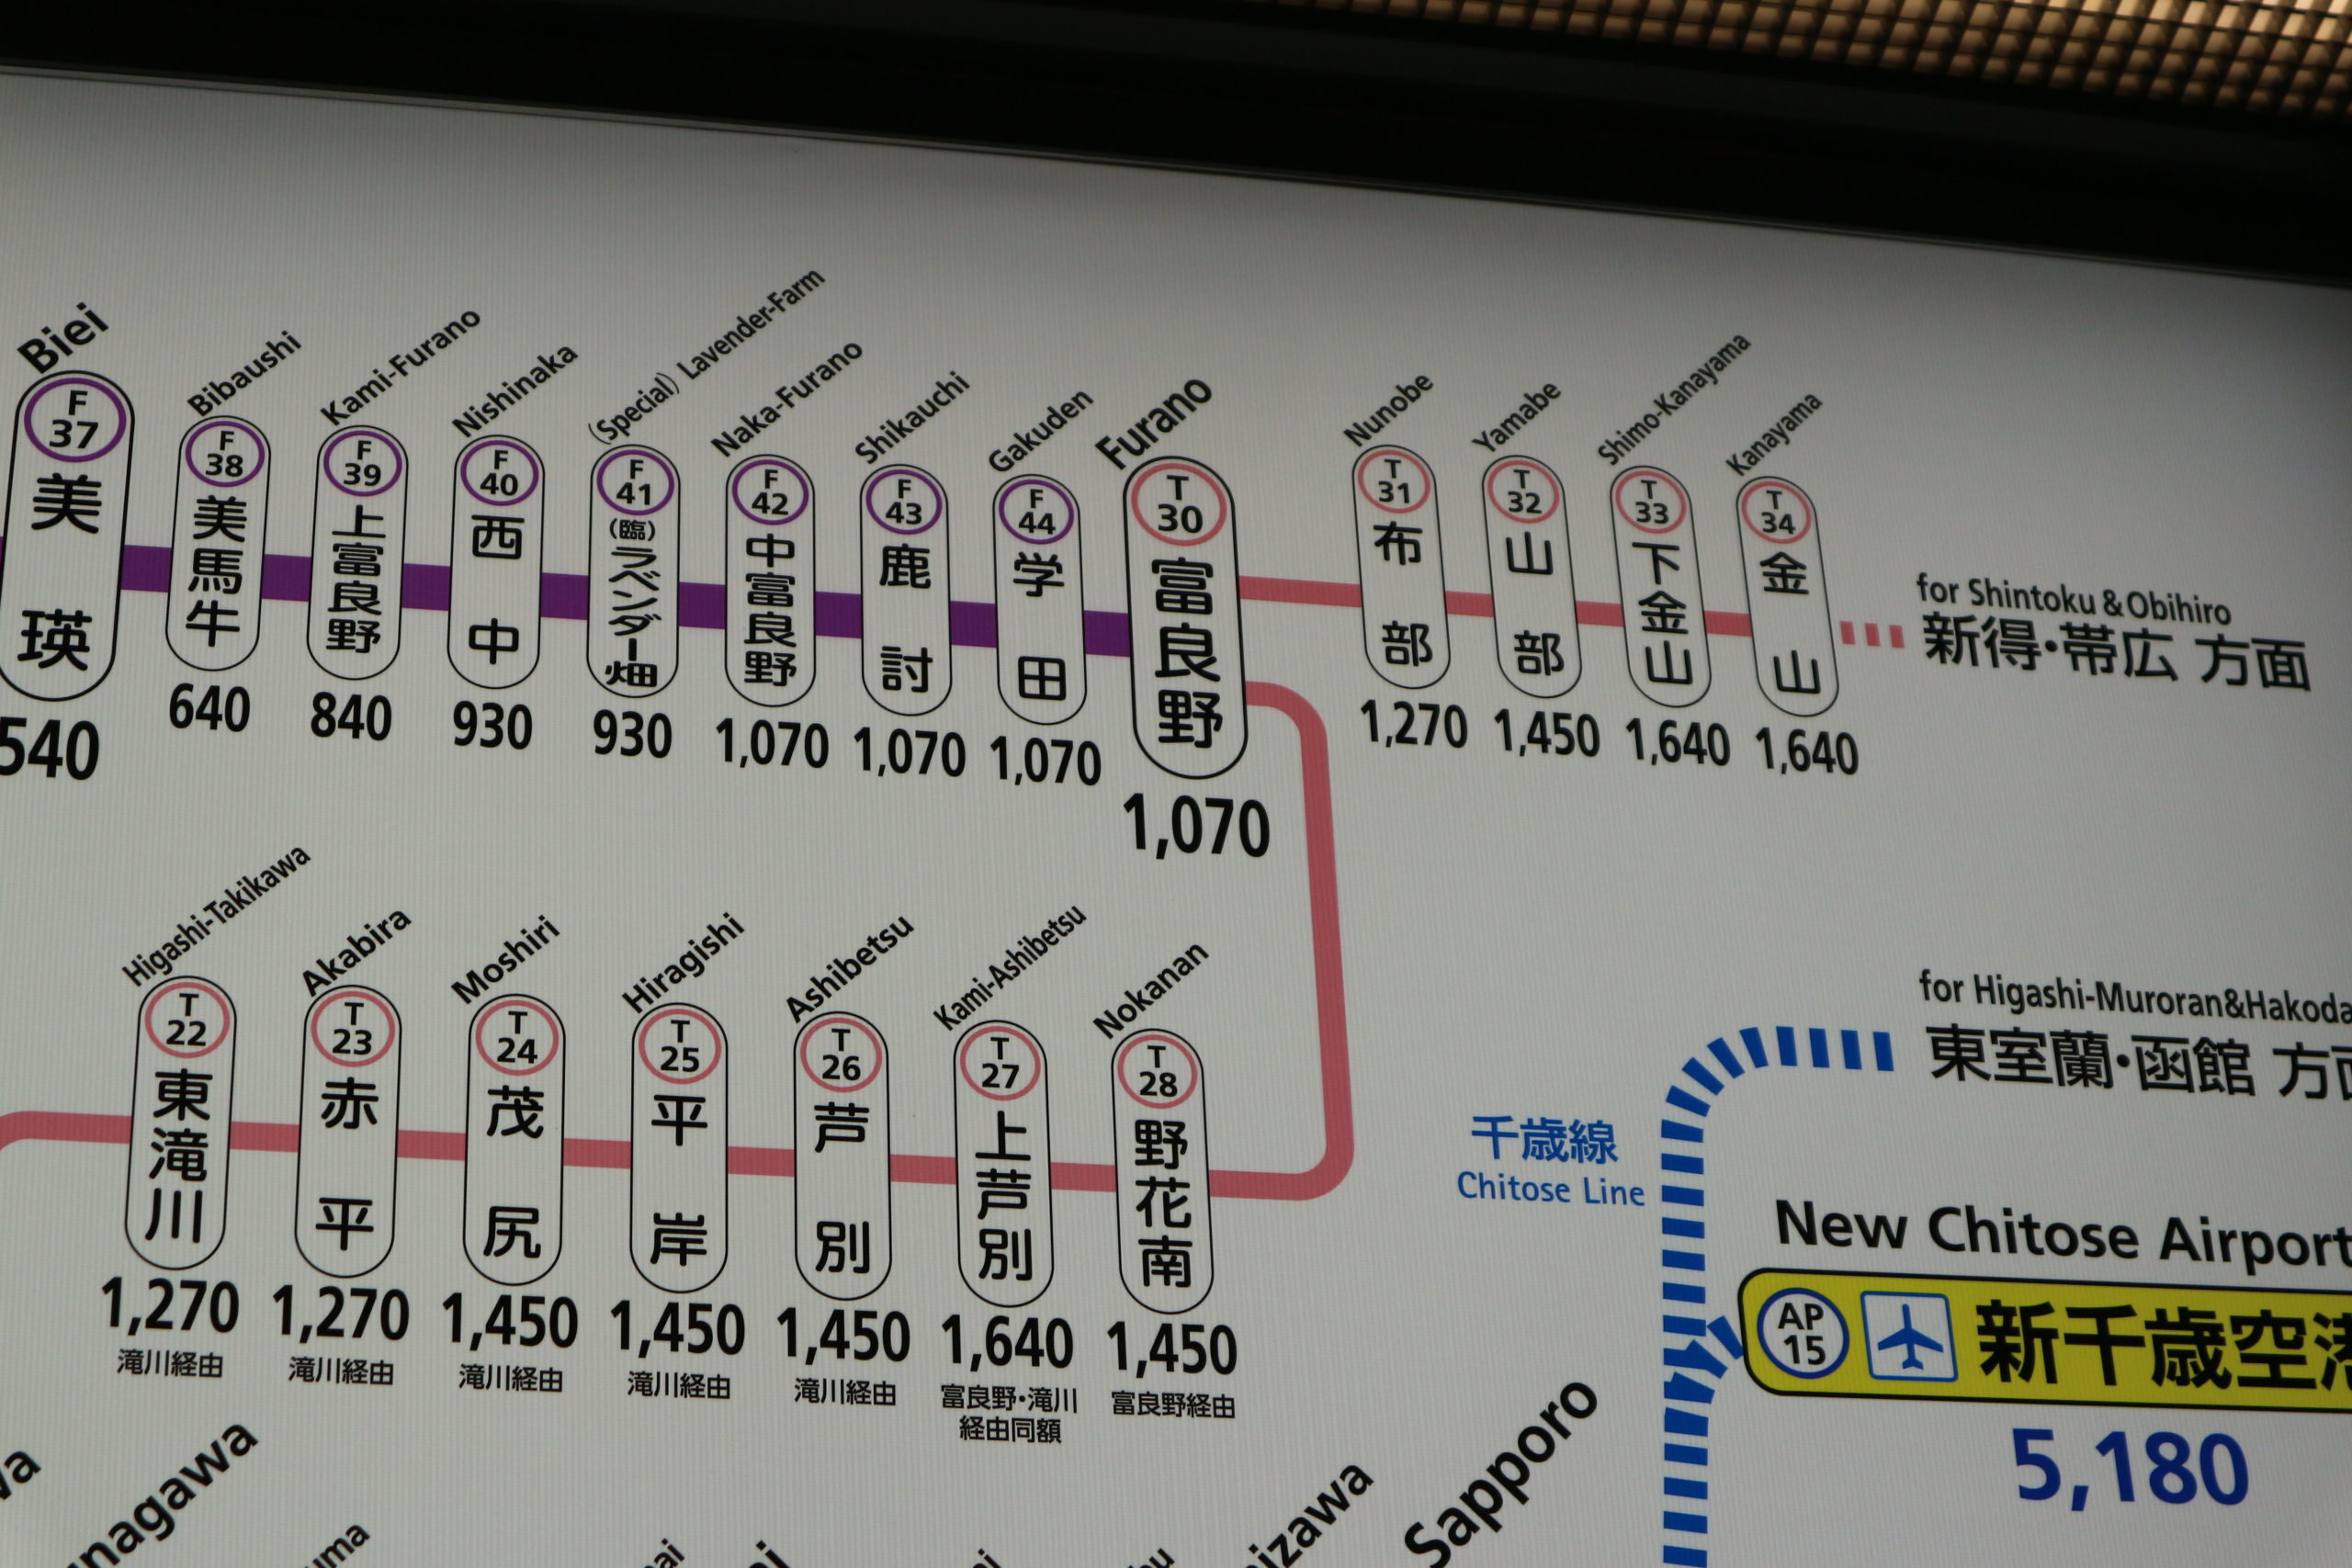 Biei
F
37
美瑛
540
Bibaushi
F
38
美馬牛
640
Kami-Furano
F
39
上富良野
840
Nishinaka
F
40
西中
930
(Special) Lavender-Farm
F
41
(臨)
ラベンダー畑
930
Naka-Furano
F
42
中富良野
1,070
Shikauchi
F
43
鹿討
1,070
Gakuden
F
44
学田
1,070
Furano
T
30
富良野
1,070
Nunobe
T
31
布部
1,270
Yamabe
T
32
山部
1,450
Shimo-Kanayama
T
33
下金山
1,640
Kanayama
T
34
金山
1,640
for Shintoku & Obihiro
新得・帯広 方面
Higashi-Takikawa
T
22
東滝川
1,270
滝川経由
Akabira
T
23
赤平
1,270
滝川経由
Moshiri
T
24
茂尻
1,450
滝川経由
Hiragishi
T
25
平岸
1,450
滝川経由
Ashibetsu
T
26
芦別
1,450
滝川経由
Kami-Ashibetsu
T
27
上芦別
1,640
富良野・滝川
経由同額
Nokanan
T
28
野花南
1,450
富良野経由
for Higashi-Muroran&Hakoda
東室蘭・函館 方面
千歳線
Chitose Line
New Chitose Airport
AP
15
新千歳空港
5,180
Sapporo